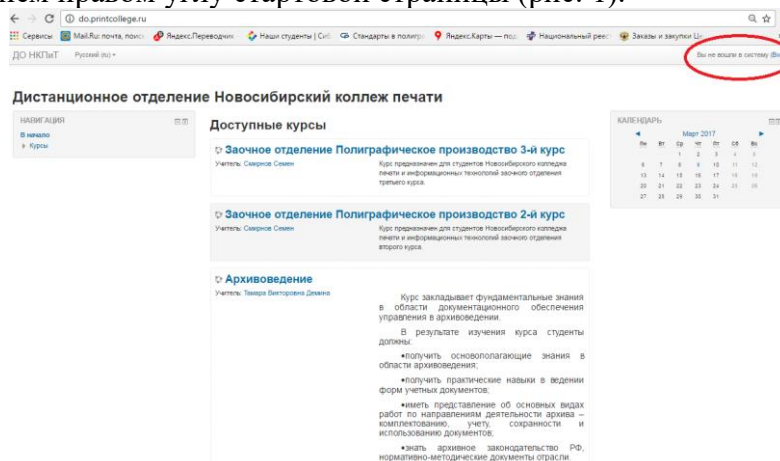 нем правом углу стартовой страницы (рис. 1).
do.printcollege.ru
Сервисы Mail.Ru: почта, поиск Яндекс.Переводчик Наши студенты | Сиб Стандарты в полигр Яндекс.Карты — под Национальный реес Заказы и закупки Ц
ДО НКПиТ Русский (ru) Вы не вошли в систему (Вх
Дистанционное отделение Новосибирский коллеж печати
НАВИГАЦИЯ
В начало
Курсы
Доступные курсы
Заочное отделение Полиграфическое производство 3-й курс
Учитель: Смирнов Семен
Курс предназначен для студентов Новосибирского колледжа
печати и информационных технологий заочного отделения
третьего курса.
Заочное отделение Полиграфическое производство 2-й курс
Учитель: Смирнов Семен
Курс предназначен для студентов Новосибирского колледжа
печати и информационных технологий заочного отделения
второго курса.
Архивоведение
Учитель: Тамара Викторовна Демина
Курс закладывает фундаментальные знания
в области документационного обеспечения
управления в архивоведении.
В результате изучения курса студенты
должны:
•получить основополагающие знания в
области архивоведения;
•получить практические навыки в ведении
форм учетных документов;
•иметь представление об основных видах
работ по направлениям деятельности архива –
комплектованию, учету, сохранности и
использованию документов;
•знать архивное законодательство РФ,
нормативно-методические документы отрасли.
КАЛЕНДАРЬ
Март 2017
Пн Вт Ср Чт Пт Сб Вс
1 2 3 4 5
6 7 8 9 10 11 12
13 14 15 16 17 18 19
20 21 22 23 24 25 26
27 28 29 30 31